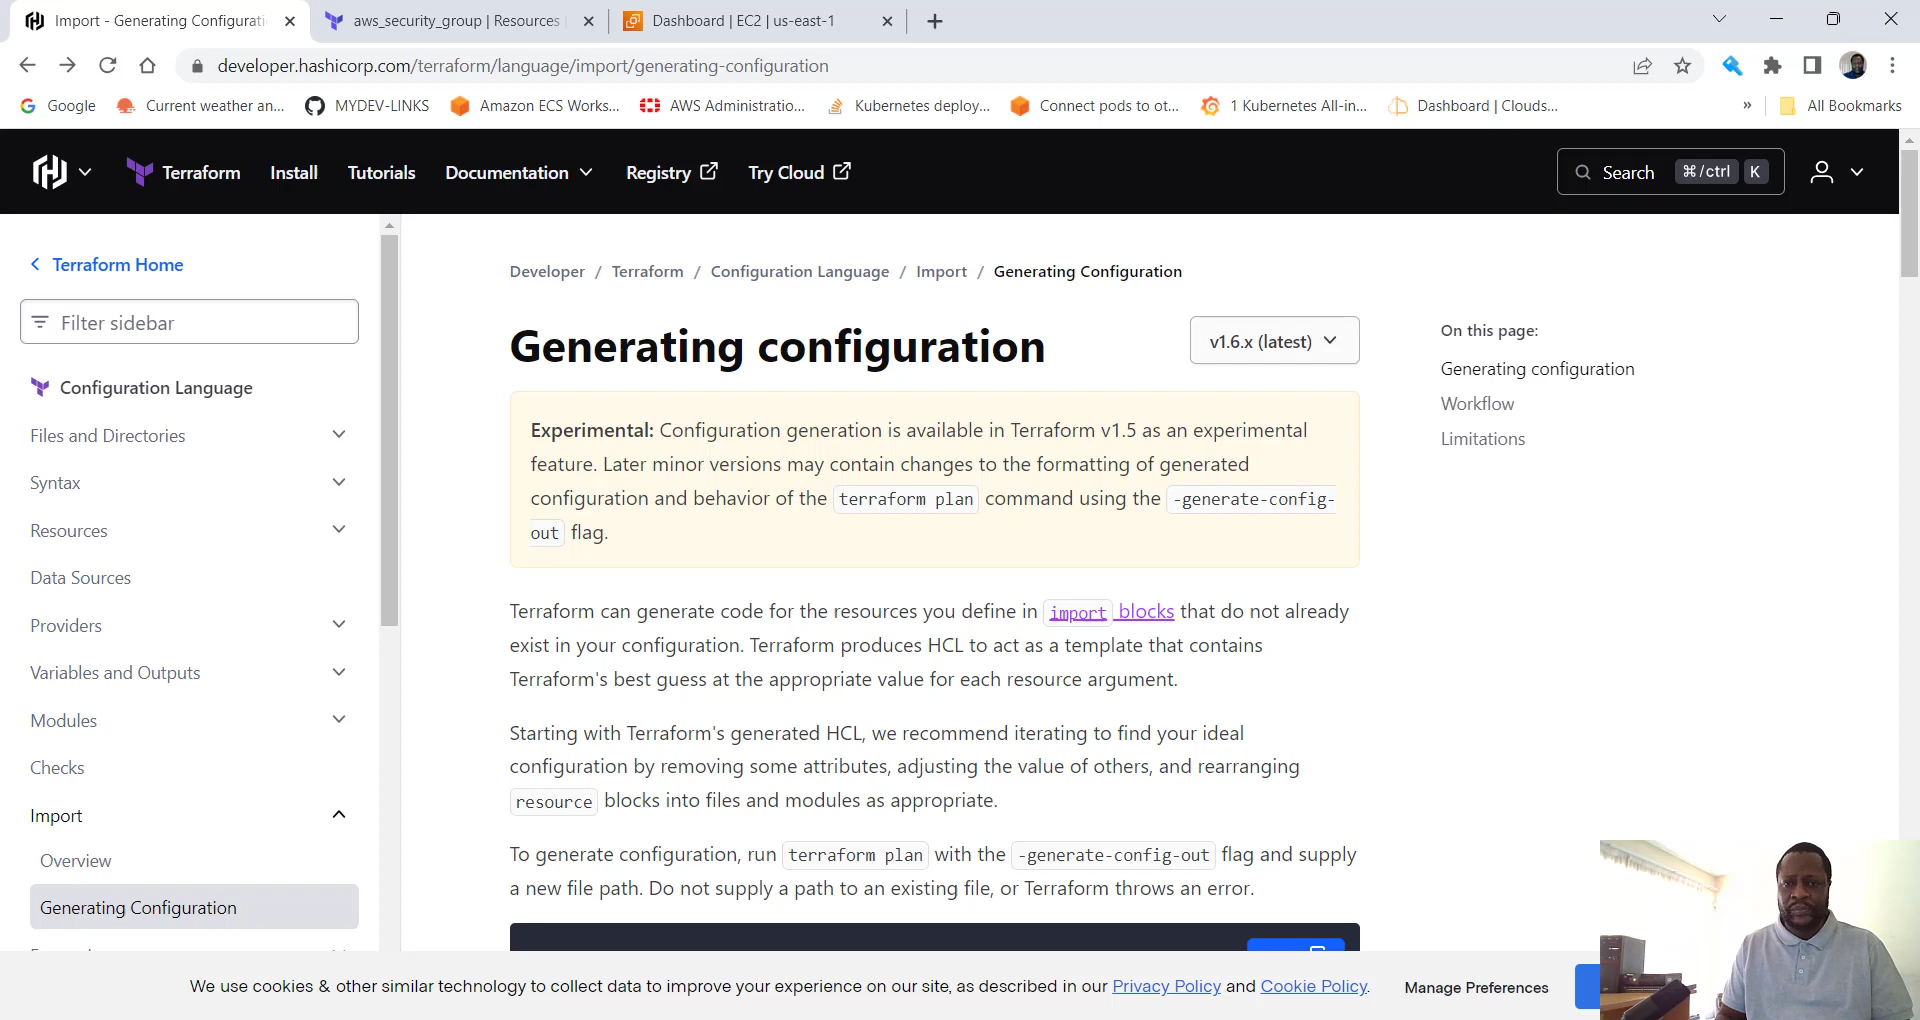 Import - Generating Configurati
aws_security_group | Resources
Dashboard | EC2 | us-east-1
developer.hashicorp.com/terraform/language/import/generating-configuration
Google
Current weather an...
MYDEV-LINKS
Amazon ECS Works...
AWS Administratio...
Kubernetes deploy...
Connect pods to ot...
1 Kubernetes All-in...
Dashboard | Clouds...
»
All Bookmarks
Terraform
Install
Tutorials
Documentation
Registry
Try Cloud
Search
⌘/ctrl
K
Terraform Home
Filter sidebar
Configuration Language
Files and Directories
Syntax
Resources
Data Sources
Providers
Variables and Outputs
Modules
Checks
Import
Overview
Generating Configuration
Developer / Terraform / Configuration Language / Import / Generating Configuration
Generating configuration
v1.6.x (latest)
Experimental: Configuration generation is available in Terraform v1.5 as an experimental
feature. Later minor versions may contain changes to the formatting of generated
configuration and behavior of the terraform plan command using the -generate-config-
out flag.
Terraform can generate code for the resources you define in import blocks that do not already
exist in your configuration. Terraform produces HCL to act as a template that contains
Terraform's best guess at the appropriate value for each resource argument.
Starting with Terraform's generated HCL, we recommend iterating to find your ideal
configuration by removing some attributes, adjusting the value of others, and rearranging
resource blocks into files and modules as appropriate.
To generate configuration, run terraform plan with the -generate-config-out flag and supply
a new file path. Do not supply a path to an existing file, or Terraform throws an error.
On this page:
Generating configuration
Workflow
Limitations
We use cookies & other similar technology to collect data to improve your experience on our site, as described in our Privacy Policy and Cookie Policy.
Manage Preferences